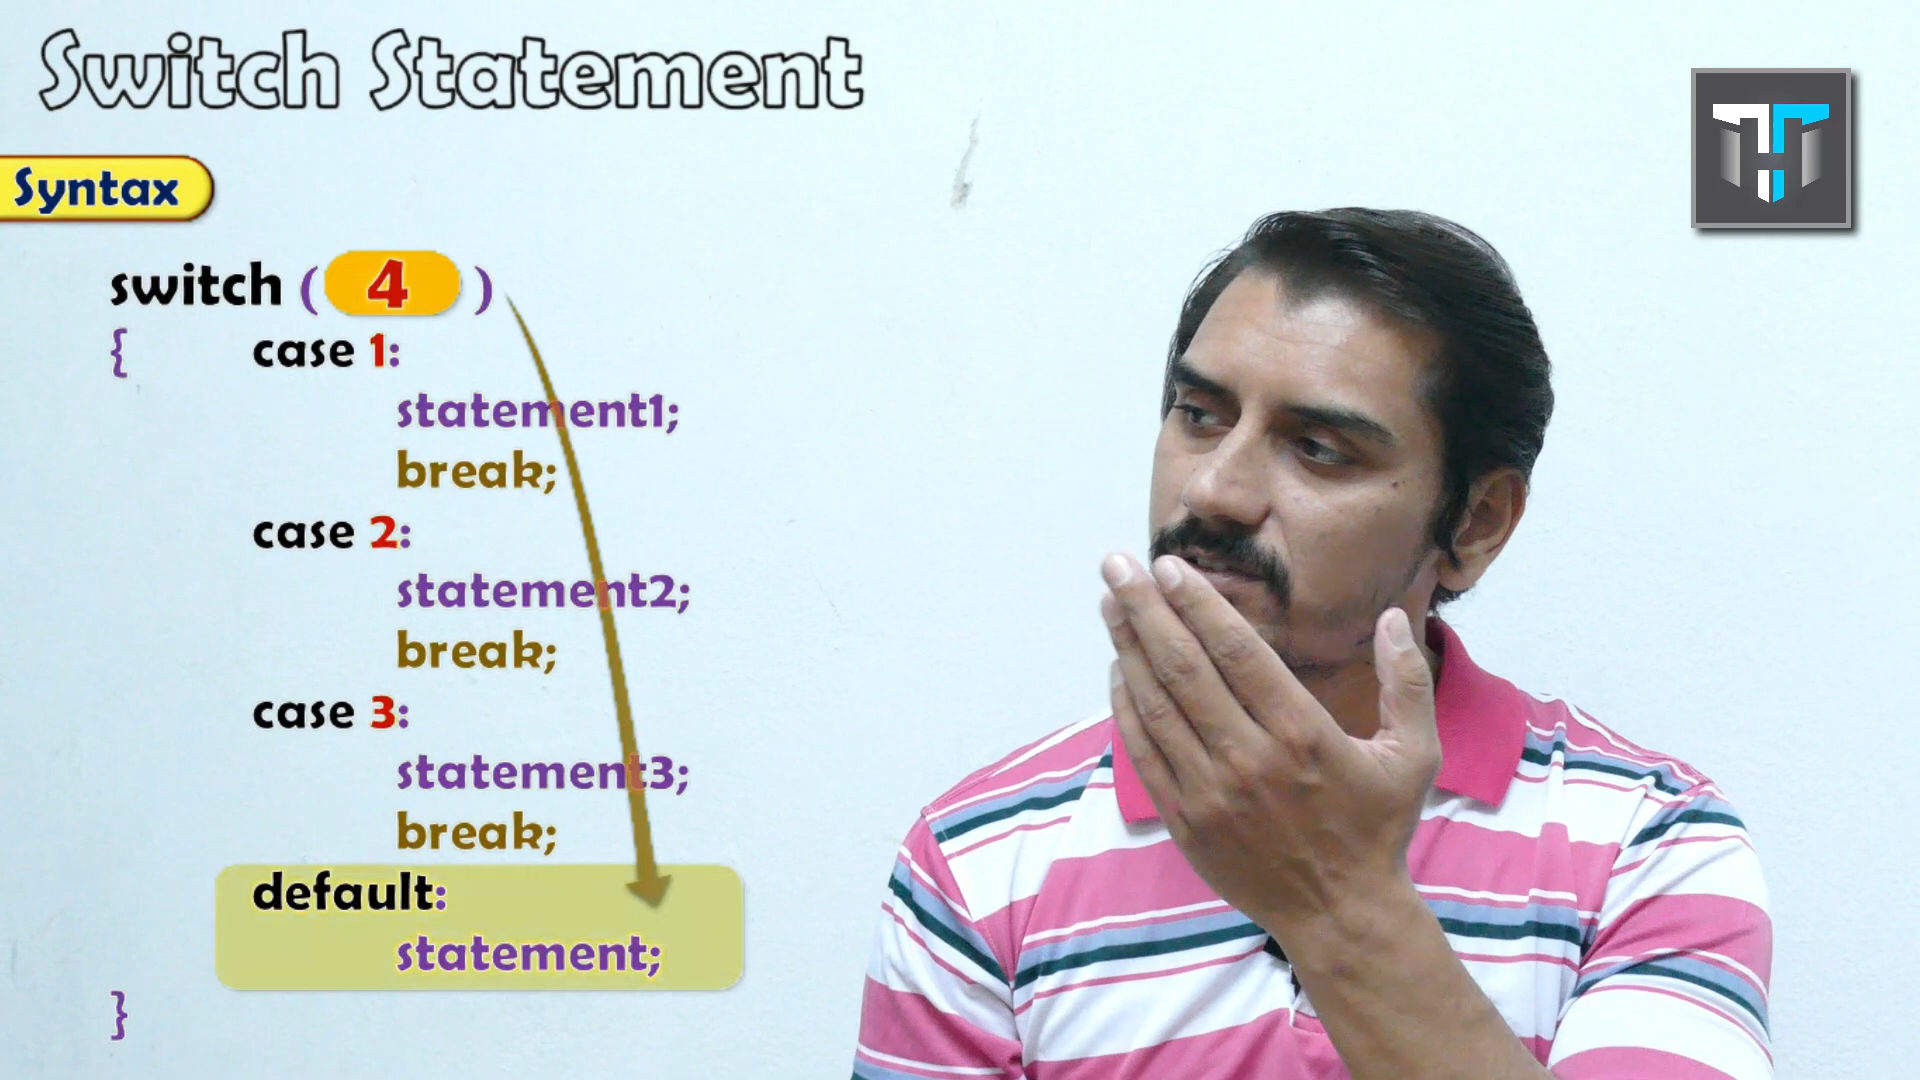 Switch Statement
Syntax
switch ( 4 )
{ case 1:
statement1;
break;
case 2:
statement2;
break;
case 3:
statement3;
break;
default:
statement;
}